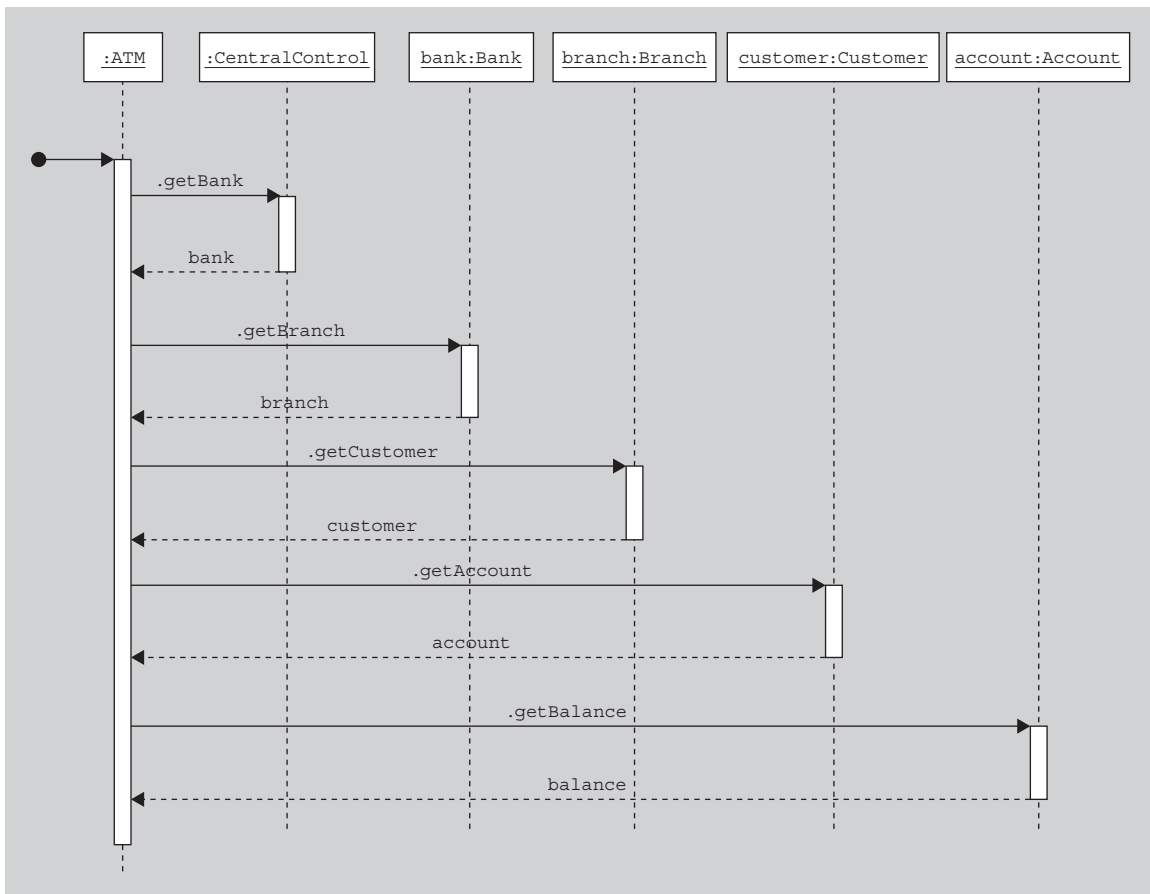 :ATM
:CentralControl
bank:Bank
branch:Branch
customer:Customer
account:Account
.getBank
bank
.getBranch
branch
.getCustomer
customer
.getAccount
account
.getBalance
balance